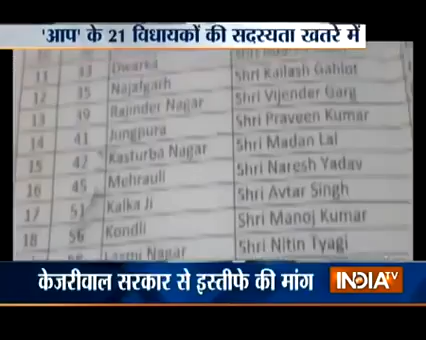 'आप' के 21 विधायकों की सदस्यता खतरे में
11 33 Dwarka
12 35 Najafgarh Shri Kailash Gahlot
13 39 Rajinder Nagar Shri Vijender Garg
14 41 Jungpura Shri Praveen Kumar
15 42 Kasturba Nagar Shri Madan Lal
16 45 Mehrauli Shri Naresh Yadav
17 51 Kalka Ji Shri Avtar Singh
18 56 Kondli Shri Manoj Kumar
Laxmi Nagar Shri Nitin Tyagi
केजरीवाल सरकार से इस्तीफे की मांग
INDIA TV